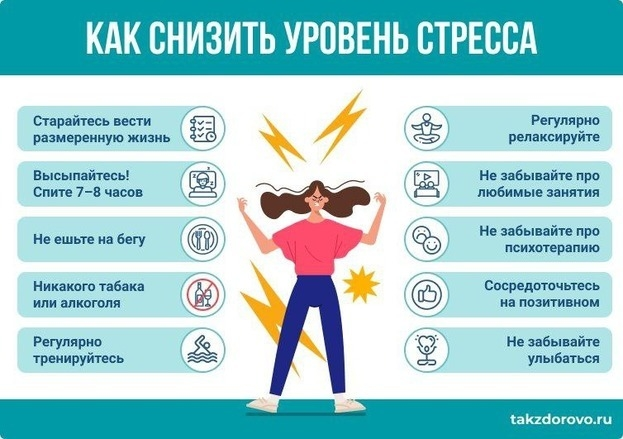 КАК СНИЗИТЬ УРОВЕНЬ СТРЕССА
Старайтесь вести
размеренную жизнь
Высыпайтесь!
Спите 7–8 часов
Не ешьте на бегу
Никакого табака
или алкоголя
Регулярно
тренируйтесь
Регулярно
релаксируйте
Не забывайте про
любимые занятия
Не забывайте про
психотерапию
Сосредоточьтесь
на позитивном
Не забывайте
улыбаться
takzdorovo.ru